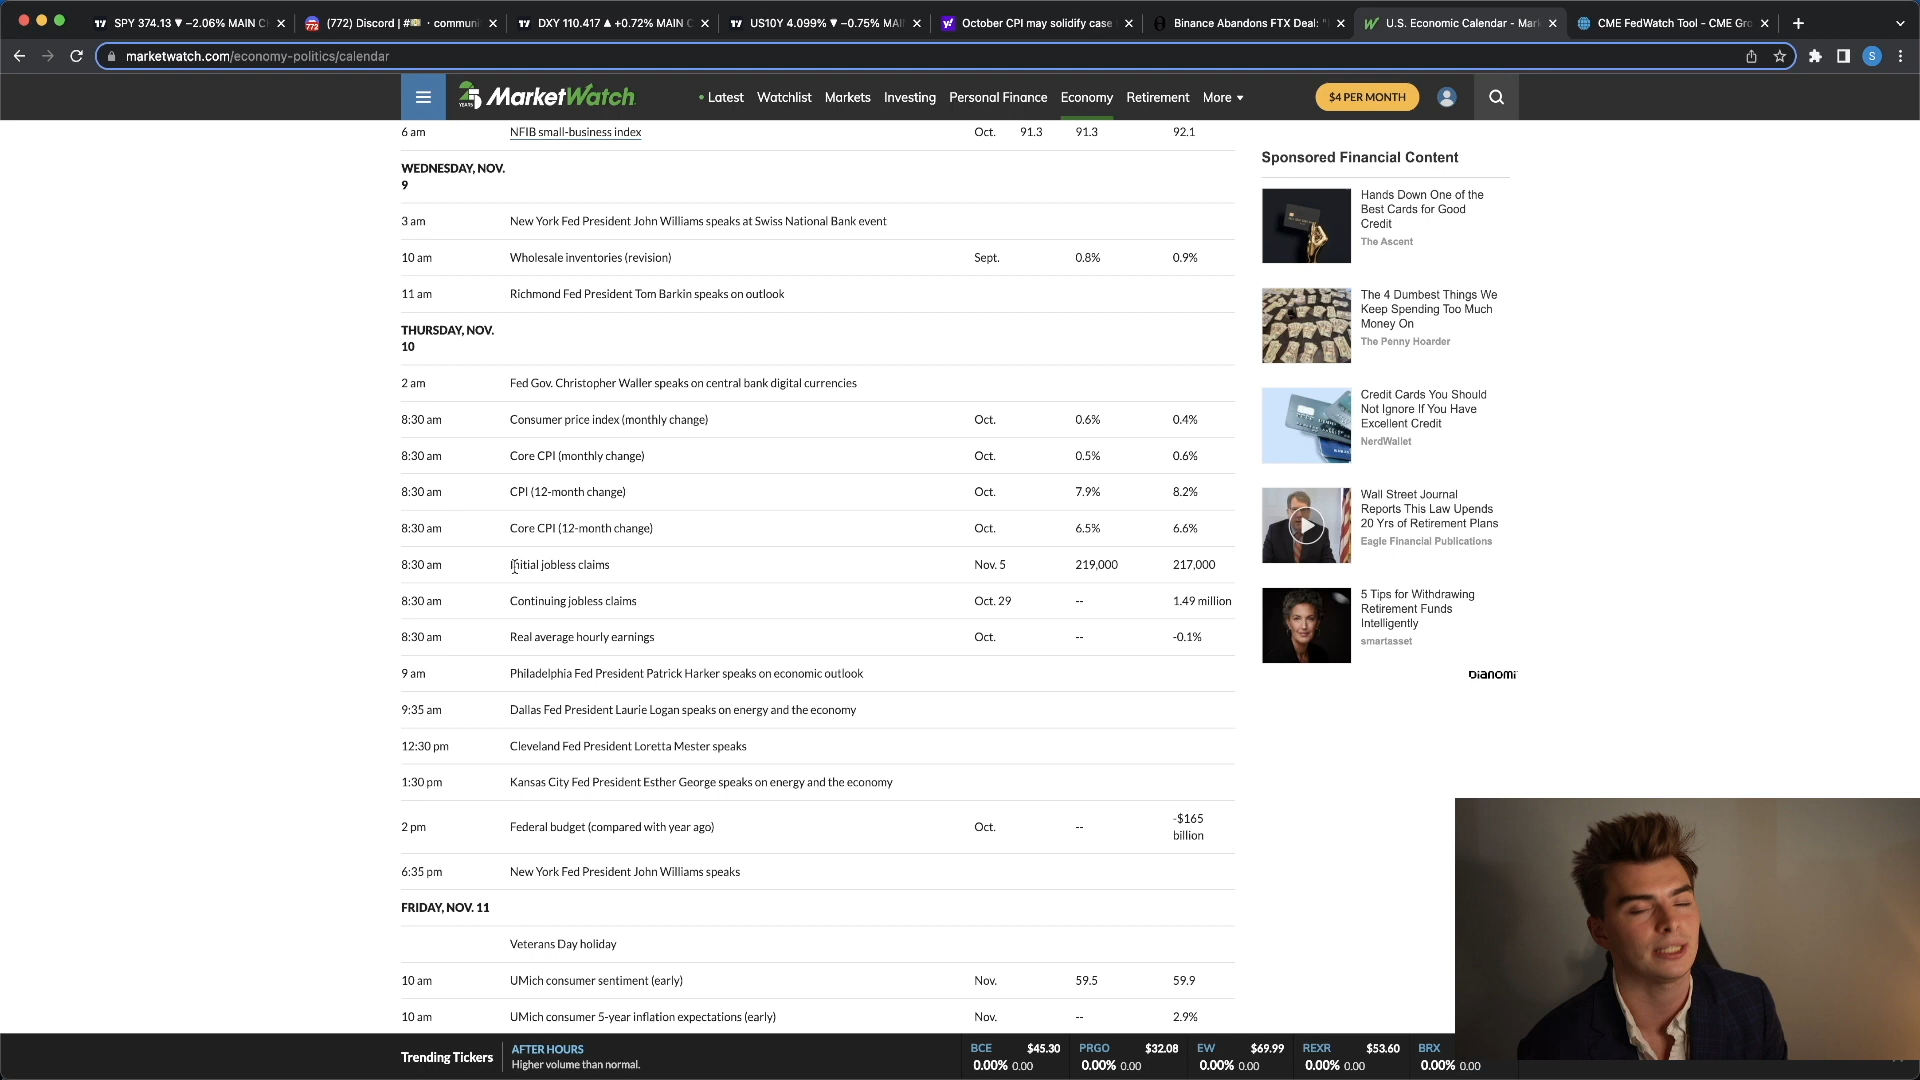 SPY 374.13 ▼ −2.06% MAIN C
(772) Discord | # · communi
DXY 110.417 ▲ +0.72% MAIN C
US10Y 4.099% ▼ −0.75% MAI
October CPI may solidify case
Binance Abandons FTX Deal: "
U.S. Economic Calendar - Mar
CME FedWatch Tool - CME Gro
marketwatch.com/economy-politics/calendar
S
25 YEARS MarketWatch
Latest Watchlist Markets Investing Personal Finance Economy Retirement More
$4 PER MONTH
6 am NFIB small-business index Oct. 91.3 91.3 92.1
WEDNESDAY, NOV.
9
3 am New York Fed President John Williams speaks at Swiss National Bank event
10 am Wholesale inventories (revision) Sept. 0.8% 0.9%
11 am Richmond Fed President Tom Barkin speaks on outlook
THURSDAY, NOV.
10
2 am Fed Gov. Christopher Waller speaks on central bank digital currencies
8:30 am Consumer price index (monthly change) Oct. 0.6% 0.4%
8:30 am Core CPI (monthly change) Oct. 0.5% 0.6%
8:30 am CPI (12-month change) Oct. 7.9% 8.2%
8:30 am Core CPI (12-month change) Oct. 6.5% 6.6%
8:30 am Initial jobless claims Nov. 5 219,000 217,000
8:30 am Continuing jobless claims Oct. 29 -- 1.49 million
8:30 am Real average hourly earnings Oct. -- -0.1%
9 am Philadelphia Fed President Patrick Harker speaks on economic outlook
9:35 am Dallas Fed President Laurie Logan speaks on energy and the economy
12:30 pm Cleveland Fed President Loretta Mester speaks
1:30 pm Kansas City Fed President Esther George speaks on energy and the economy
2 pm Federal budget (compared with year ago) Oct. -- -$165
billion
6:35 pm New York Fed President John Williams speaks
FRIDAY, NOV. 11
Veterans Day holiday
10 am UMich consumer sentiment (early) Nov. 59.5 59.9
10 am UMich consumer 5-year inflation expectations (early) Nov. -- 2.9%
Sponsored Financial Content
Hands Down One of the
Best Cards for Good
Credit
The Ascent
The 4 Dumbest Things We
Keep Spending Too Much
Money On
The Penny Hoarder
Credit Cards You Should
Not Ignore If You Have
Excellent Credit
NerdWallet
Wall Street Journal
Reports This Law Upends
20 Yrs of Retirement Plans
Eagle Financial Publications
5 Tips for Withdrawing
Retirement Funds
Intelligently
smartasset
Dianomi
Trending Tickers
AFTER HOURS
Higher volume than normal.
BCE $45.30
0.00% 0.00
PRGO $32.08
0.00% 0.00
EW $69.99
0.00% 0.00
REXR $53.60
0.00% 0.00
BRX
0.00% 0.00